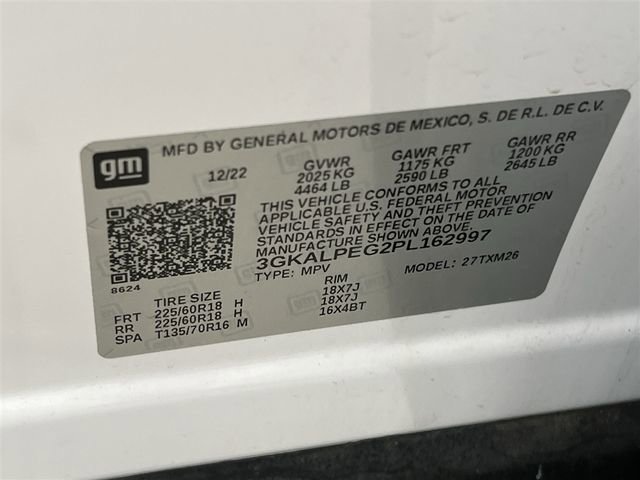 gm
MFD BY GENERAL MOTORS DE MEXICO, S. DE R.L. DE C.V.
12/22 GVWR GAWR FRT GAWR RR
2025 KG 1175 KG 1200 KG
4464 LB 2590 LB 2645 LB
THIS VEHICLE CONFORMS TO ALL
APPLICABLE U.S. FEDERAL MOTOR
VEHICLE SAFETY AND THEFT PREVENTION
STANDARDS IN EFFECT ON THE DATE OF
MANUFACTURE SHOWN ABOVE.
3GKALPEG2PL162997
TYPE: MPV MODEL: 27TXM26
8624
TIRE SIZE RIM
FRT 225/60R18 H 18X7J
RR 225/60R18 H 18X7J
SPA T135/70R16 M 16X4BT